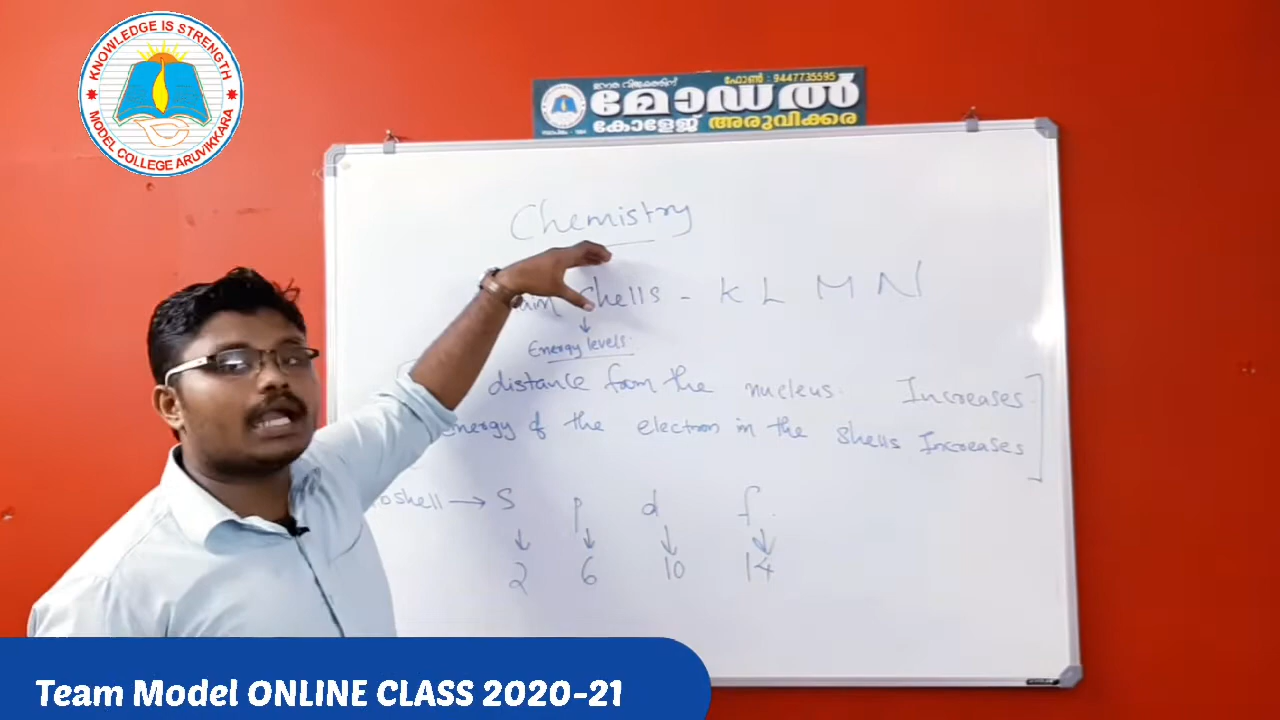 KNOWLEDGE IS STRENGTH
MODEL COLLEGE ARUVIKKARA
ഫോൺ : 9447735595
മോഡൽ
കോളേജ് അരുവിക്കര
Chemistry
shells - K L M N
Energy levels
distance from the nucleus. Increases
energy of the electron in the shells Increases
S p d f
2 6 10 14
Team Model ONLINE CLASS 2020-21